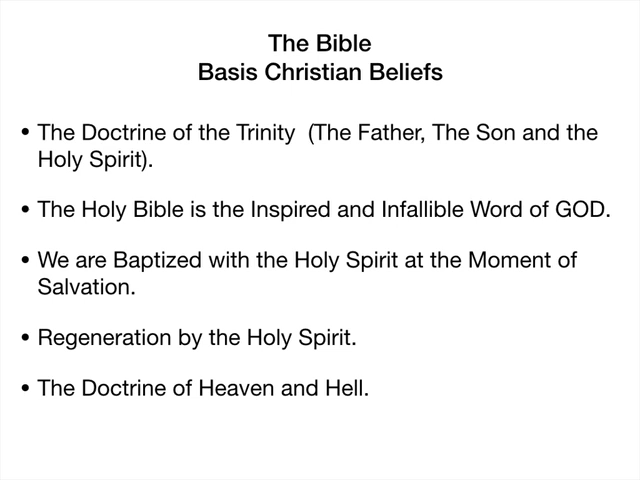 The Bible
Basis Christian Beliefs
• The Doctrine of the Trinity  (The Father, The Son and the
Holy Spirit).
• The Holy Bible is the Inspired and Infallible Word of GOD.
• We are Baptized with the Holy Spirit at the Moment of
Salvation.
• Regeneration by the Holy Spirit.
• The Doctrine of Heaven and Hell.